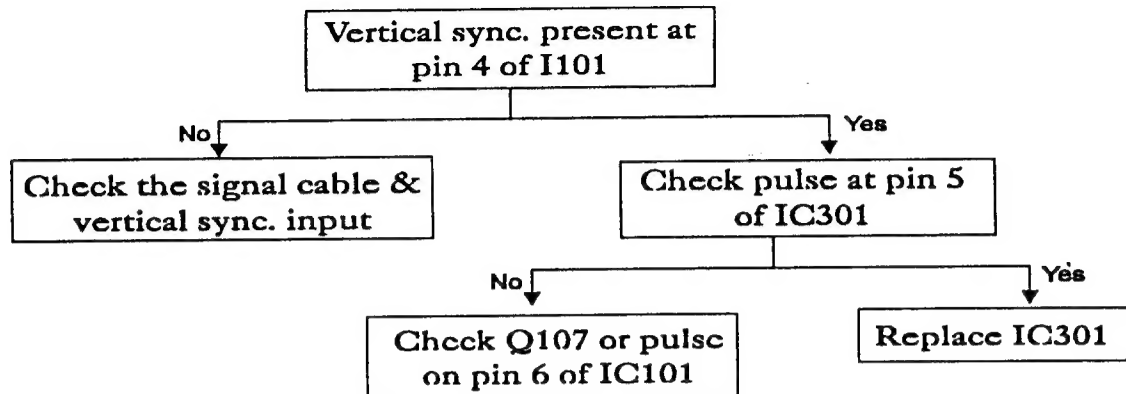 Vertical sync. present at
pin 4 of I101
No
Yes
Check the signal cable &
vertical sync. input
Check pulse at pin 5
of IC301
No
Yes
Check Q107 or pulse
on pin 6 of IC101
Replace IC301